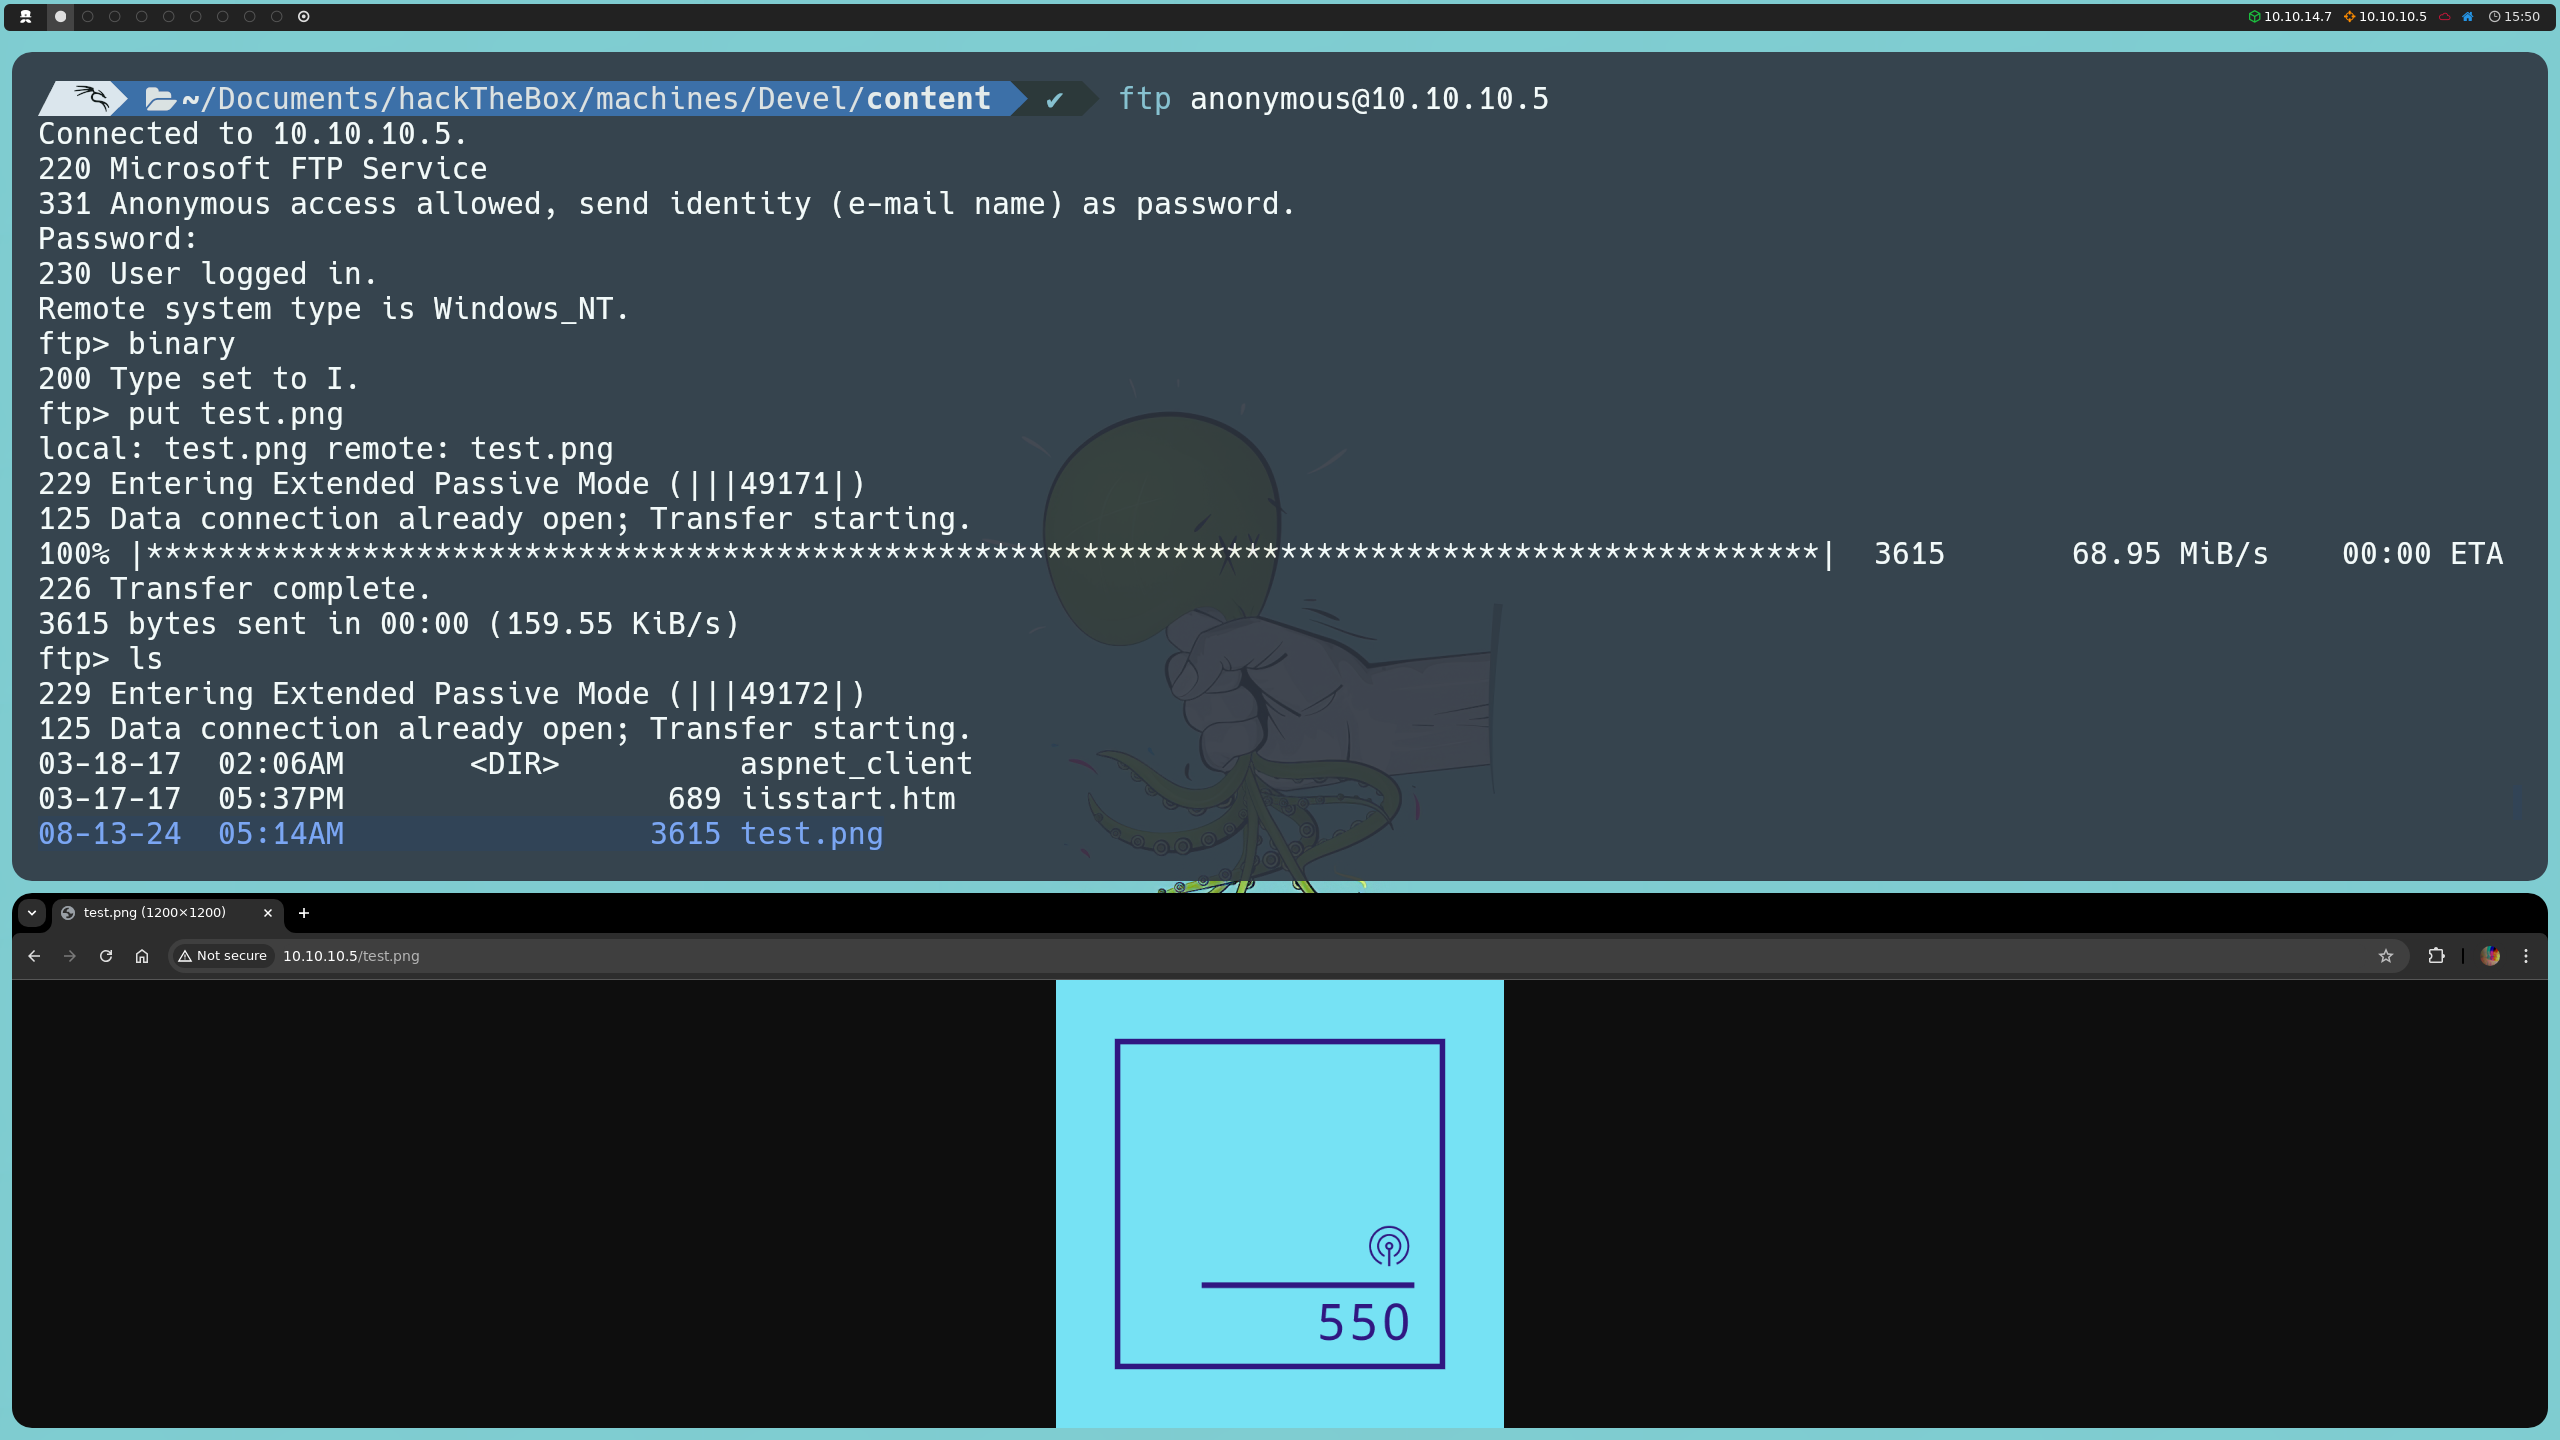 10.10.14.7 10.10.10.5 15:50
~/Documents/hackTheBox/machines/Devel/content ✔ ftp anonymous@10.10.10.5
Connected to 10.10.10.5.
220 Microsoft FTP Service
331 Anonymous access allowed, send identity (e-mail name) as password.
Password:
230 User logged in.
Remote system type is Windows_NT.
ftp> binary
200 Type set to I.
ftp> put test.png
local: test.png remote: test.png
229 Entering Extended Passive Mode (|||49171|)
125 Data connection already open; Transfer starting.
100% |*********************************************************************************************| 3615 68.95 MiB/s 00:00 ETA
226 Transfer complete.
3615 bytes sent in 00:00 (159.55 KiB/s)
ftp> ls
229 Entering Extended Passive Mode (|||49172|)
125 Data connection already open; Transfer starting.
03-18-17 02:06AM <DIR> aspnet_client
03-17-17 05:37PM 689 iisstart.htm
08-13-24 05:14AM 3615 test.png
test.png (1200×1200)
Not secure 10.10.10.5/test.png
550